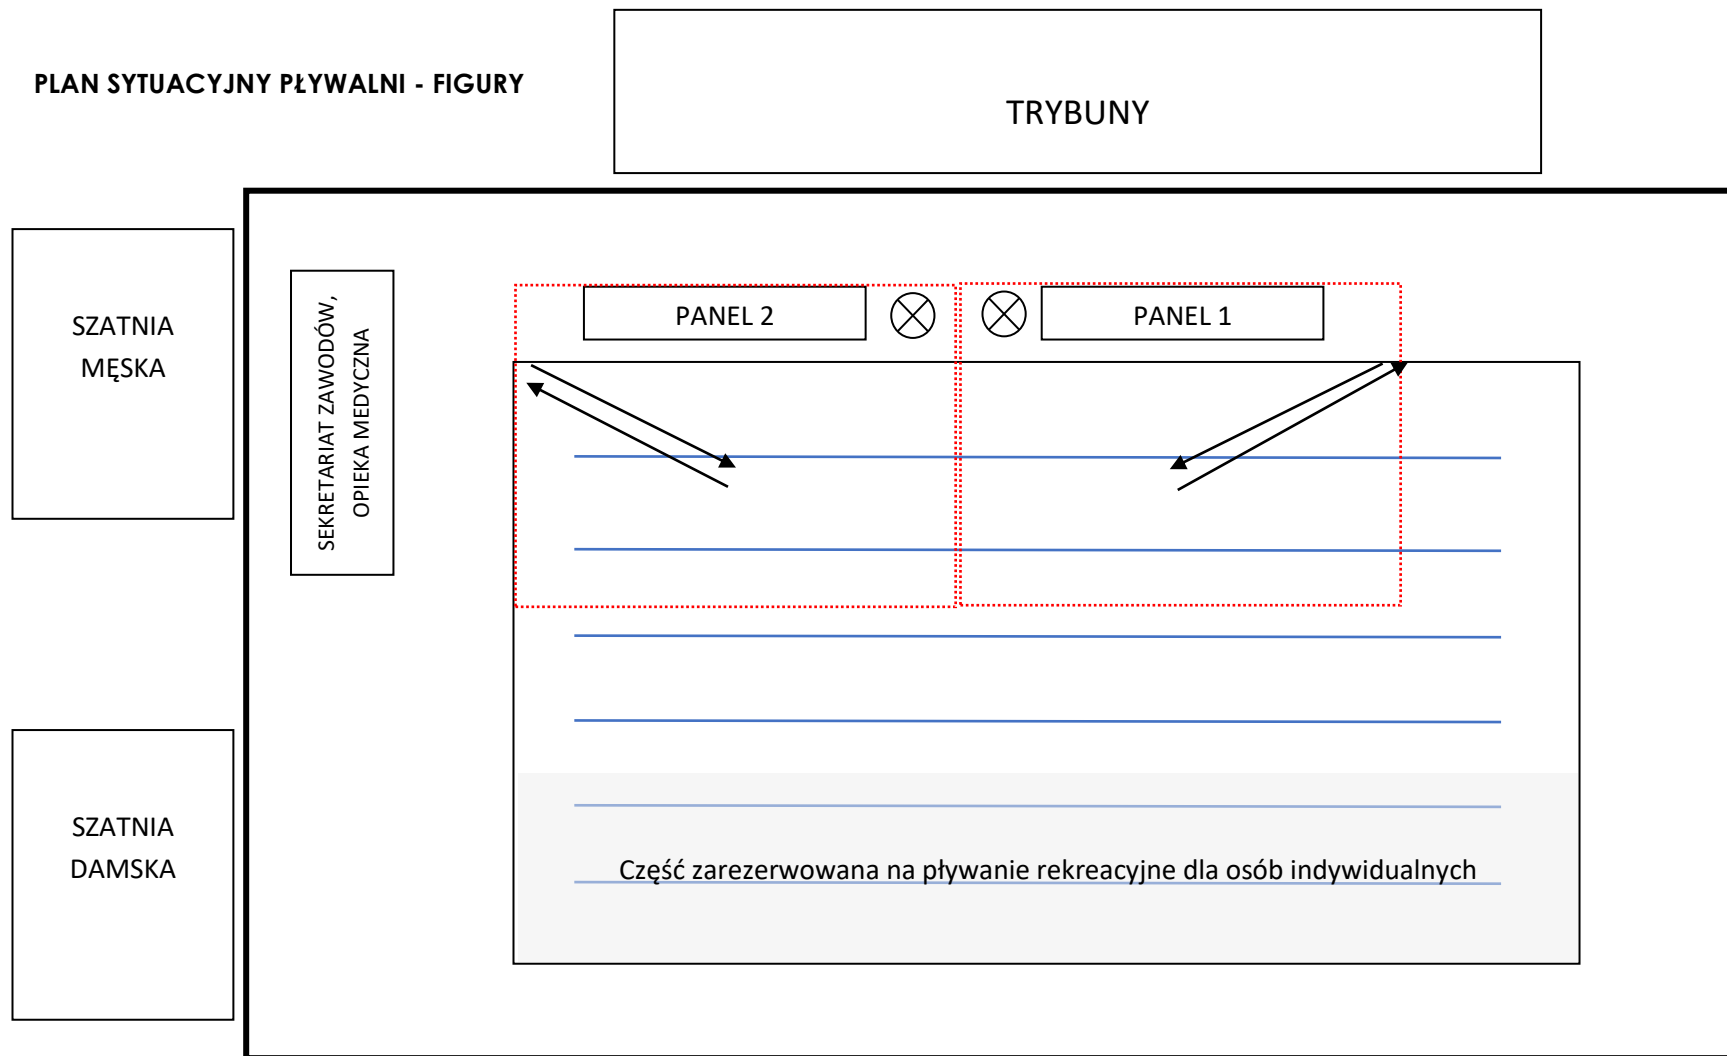 PLAN SYTUACYJNY PŁYWALNI - FIGURY
TRYBUNY
SZATNIA
MĘSKA
SEKRETARIAT ZAWODÓW,
OPIEKA MEDYCZNA
PANEL 2
PANEL 1
SZATNIA
DAMSKA
Część zarezerwowana na pływanie rekreacyjne dla osób indywidualnych